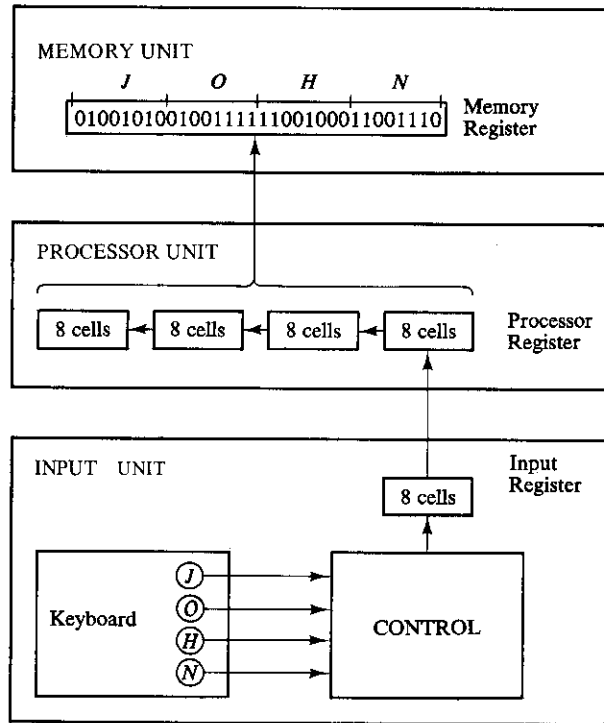 MEMORY UNIT
J O H N
01001010010011111100100011001110
Memory
Register
PROCESSOR UNIT
8 cells 8 cells 8 cells 8 cells
Processor
Register
INPUT UNIT
Input
Register
8 cells
Keyboard
J
O
H
N
CONTROL